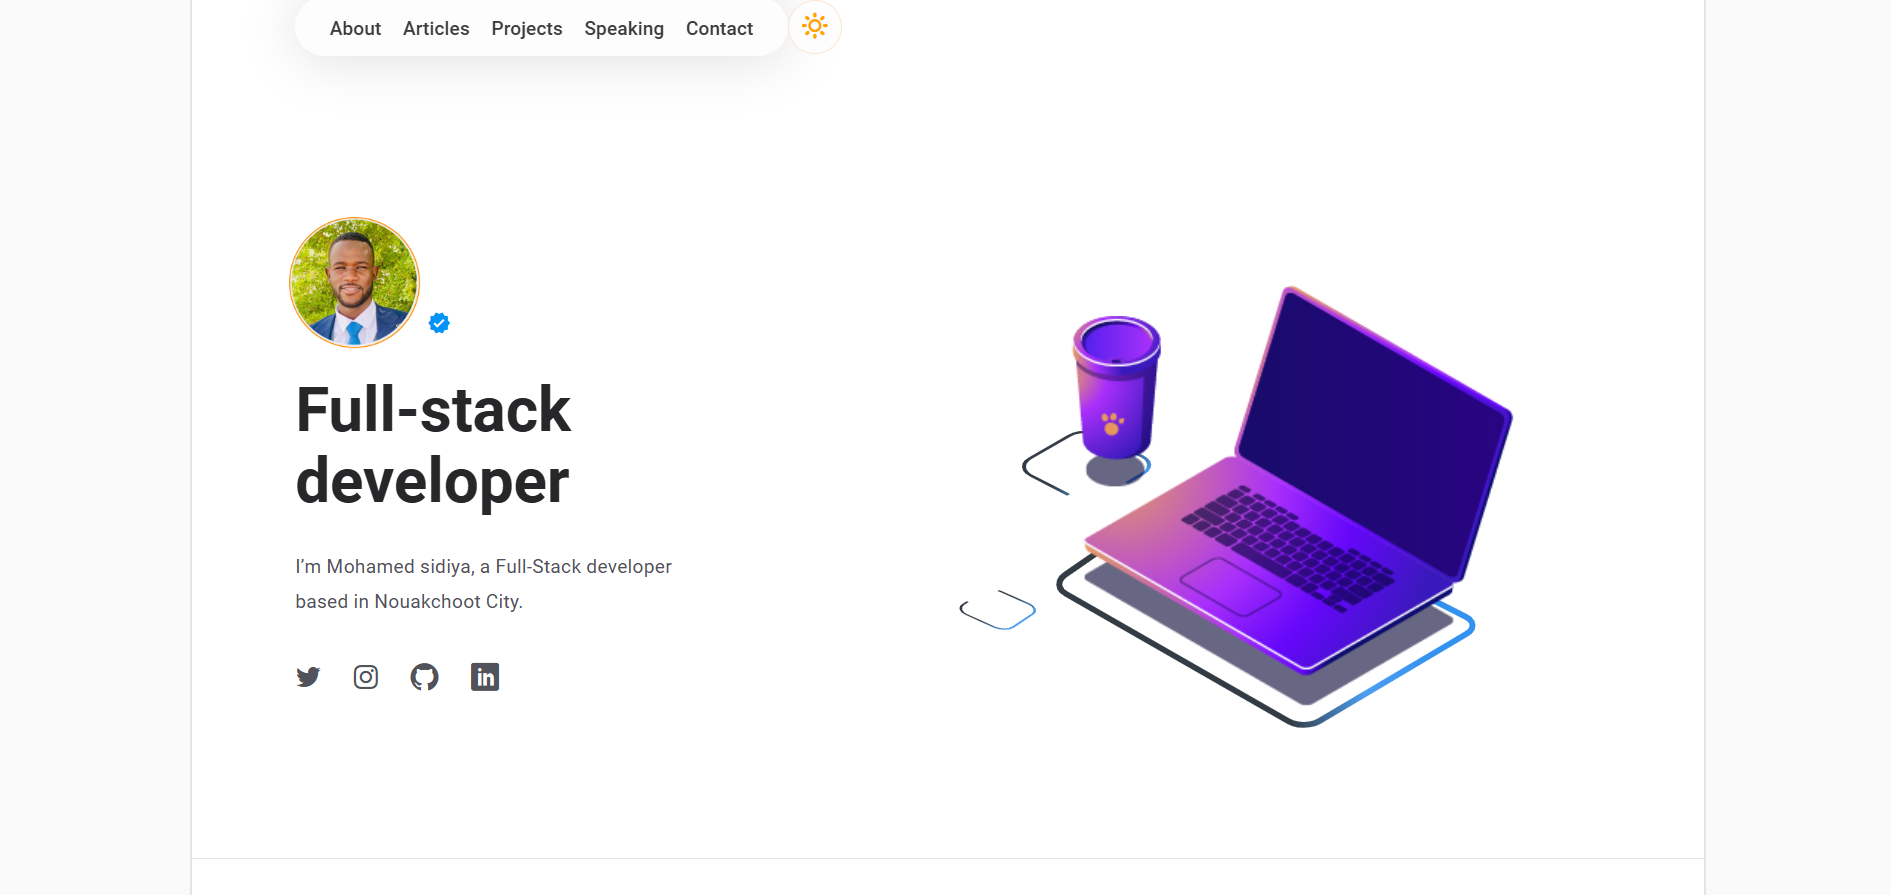 About Articles Projects Speaking Contact
Full-stack
developer
I’m Mohamed sidiya, a Full-Stack developer
based in Nouakchoot City.
in